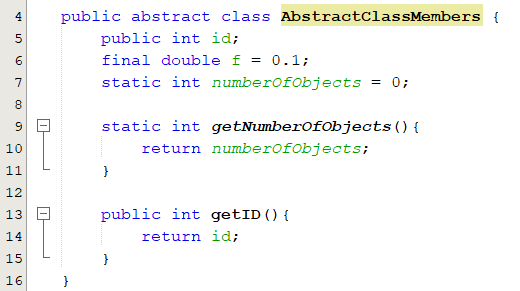 4 public abstract class AbstractClassMembers {
5 public int id;
6 final double f = 0.1;
7 static int numberOfObjects = 0;
8
9 static int getNumberOfObjects(){
10 return numberOfObjects;
11 }
12
13 public int getID(){
14 return id;
15 }
16 }